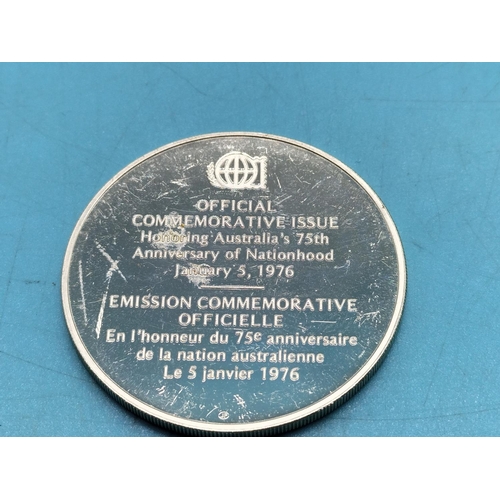 OFFICIAL
COMMEMORATIVE ISSUE
Honoring Australia's 75th
Anniversary of Nationhood
January 5, 1976
EMISSION COMMEMORATIVE
OFFICIELLE
En l'honneur du 75e anniversaire
de la nation australienne
Le 5 janvier 1976